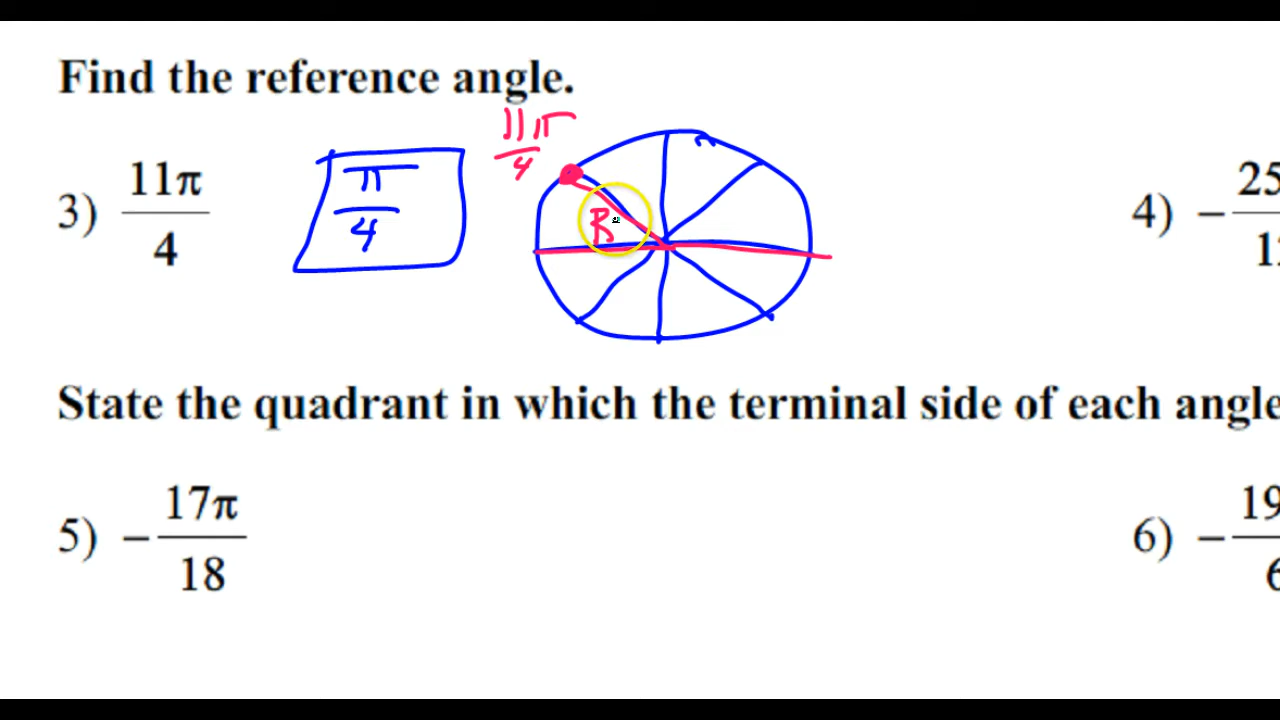 Find the reference angle.
3) 11π/4
π/4
11π/4
R
4) − 25
1
State the quadrant in which the terminal side of each angle
5) − 17π/18
6) − 19
6